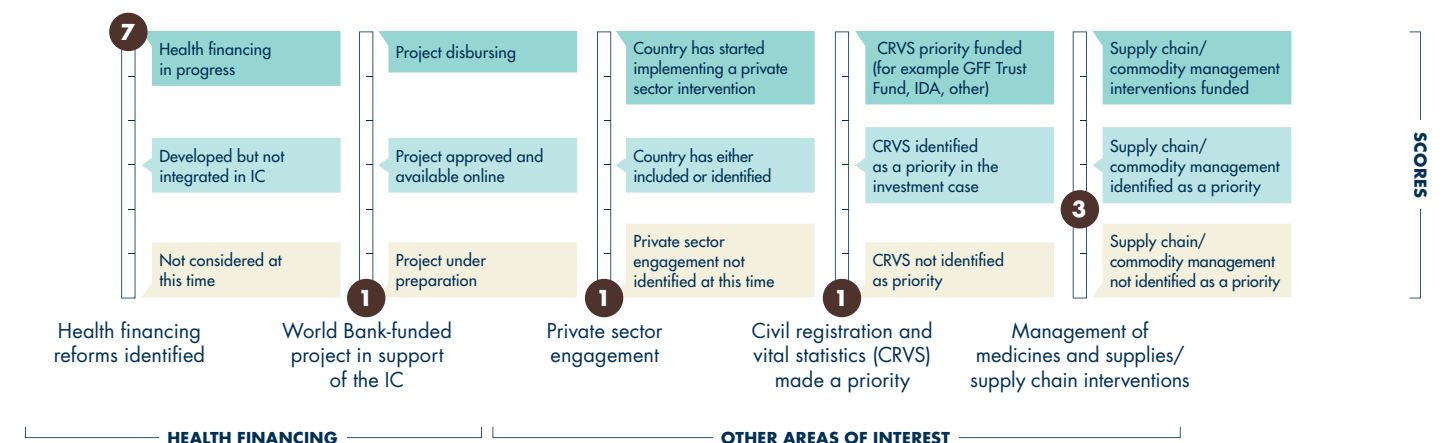 7
Health financing
in progress
Developed but not
integrated in IC
Not considered at
this time
Health financing
reforms identified
Project disbursing
Project approved and
available online
Project under
preparation
1
World Bank-funded
project in support
of the IC
Country has started
implementing a private
sector intervention
Country has either
included or identified
Private sector
engagement not
identified at this time
1
Private sector
engagement
CRVS priority funded
(for example GFF Trust
Fund, IDA, other)
CRVS identified
as a priority in the
investment case
CRVS not identified
as priority
1
Civil registration and
vital statistics (CRVS)
made a priority
Supply chain/
commodity management
interventions funded
Supply chain/
commodity management
identified as a priority
3
Supply chain/
commodity management
not identified as a priority
Management of
medicines and supplies/
supply chain interventions
SCORES
HEALTH FINANCING
OTHER AREAS OF INTEREST